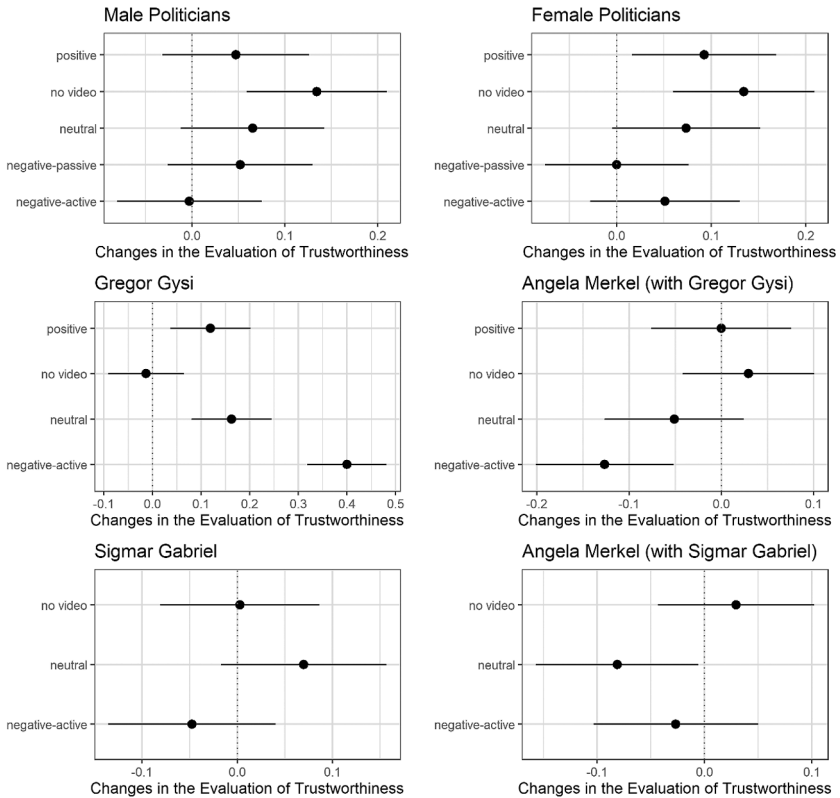 Male Politicians
positive
no video
neutral
negative-passive
negative-active
0.0 0.1 0.2
Changes in the Evaluation of Trustworthiness
Female Politicians
positive
no video
neutral
negative-passive
negative-active
0.0 0.1 0.2
Changes in the Evaluation of Trustworthiness
Gregor Gysi
positive
no video
neutral
negative-active
-0.1 0.0 0.1 0.2 0.3 0.4 0.5
Changes in the Evaluation of Trustworthiness
Angela Merkel (with Gregor Gysi)
positive
no video
neutral
negative-active
-0.2 -0.1 0.0 0.1
Changes in the Evaluation of Trustworthiness
Sigmar Gabriel
no video
neutral
negative-active
-0.1 0.0 0.1
Changes in the Evaluation of Trustworthiness
Angela Merkel (with Sigmar Gabriel)
no video
neutral
negative-active
-0.1 0.0 0.1
Changes in the Evaluation of Trustworthiness